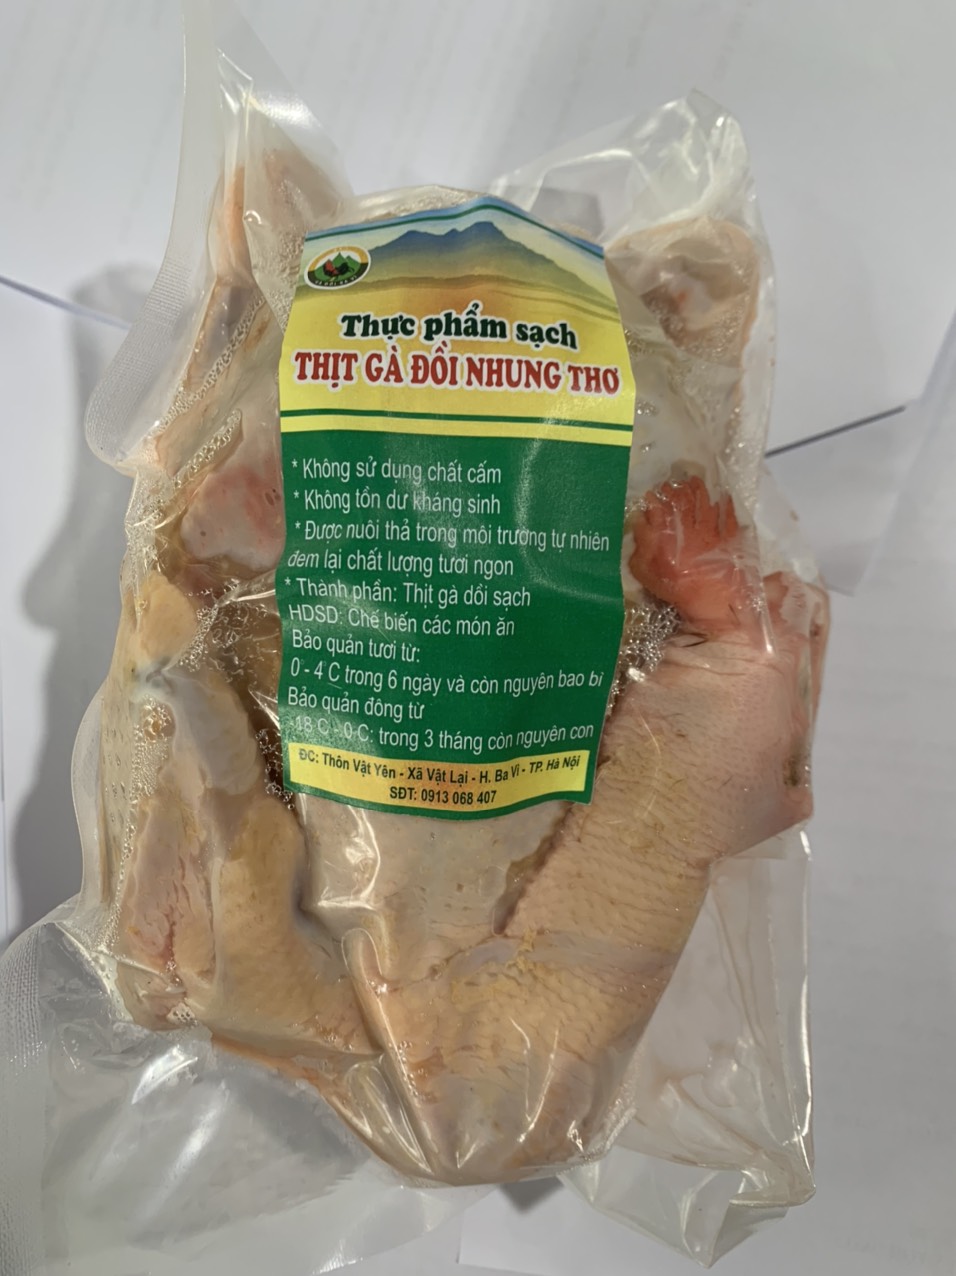 Thực phẩm sạch
THỊT GÀ ĐỒI NHUNG THƠ
* Không sử dụng chất cấm
* Không tồn dư kháng sinh
* Được nuôi thả trong môi trường tự nhiên
đem lại chất lượng tươi ngon
* Thành phần: Thịt gà dồi sạch
HDSD: Chế biến các món ăn
Bảo quản tươi từ:
0 - 4°C trong 6 ngày và còn nguyên bao bì
Bảo quản đông từ
-18°C - 0°C: trong 3 tháng còn nguyên con
ĐC: Thôn Vật Yên - Xã Vật Lại - H. Ba Vì - TP. Hà Nội
SĐT: 0913 068 407